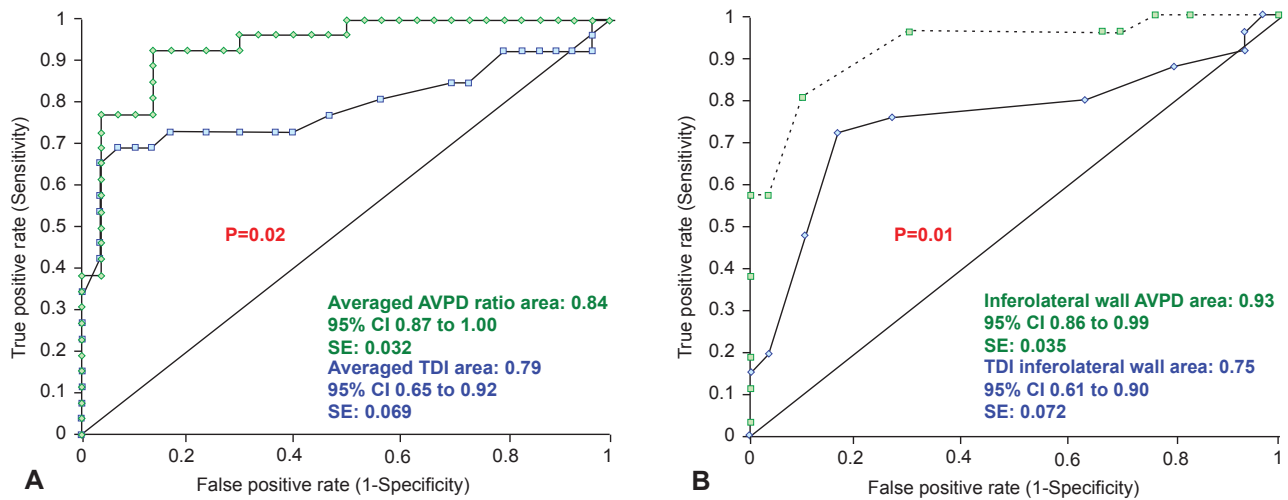 1
0.9
0.8
0.7
0.6
0.5
0.4
0.3
0.2
0.1
0
True positive rate (Sensitivity)
P=0.02
Averaged AVPD ratio area: 0.84
95% CI 0.87 to 1.00
SE: 0.032
Averaged TDI area: 0.79
95% CI 0.65 to 0.92
SE: 0.069
0 0.2 0.4 0.6 0.8 1
False positive rate (1-Specificity)
A
1
0.9
0.8
0.7
0.6
0.5
0.4
0.3
0.2
0.1
0
True positive rate (Sensitivity)
P=0.01
Inferolateral wall AVPD area: 0.93
95% CI 0.86 to 0.99
SE: 0.035
TDI inferolateral wall area: 0.75
95% CI 0.61 to 0.90
SE: 0.072
0 0.2 0.4 0.6 0.8 1
False positive rate (1-Specificity)
B